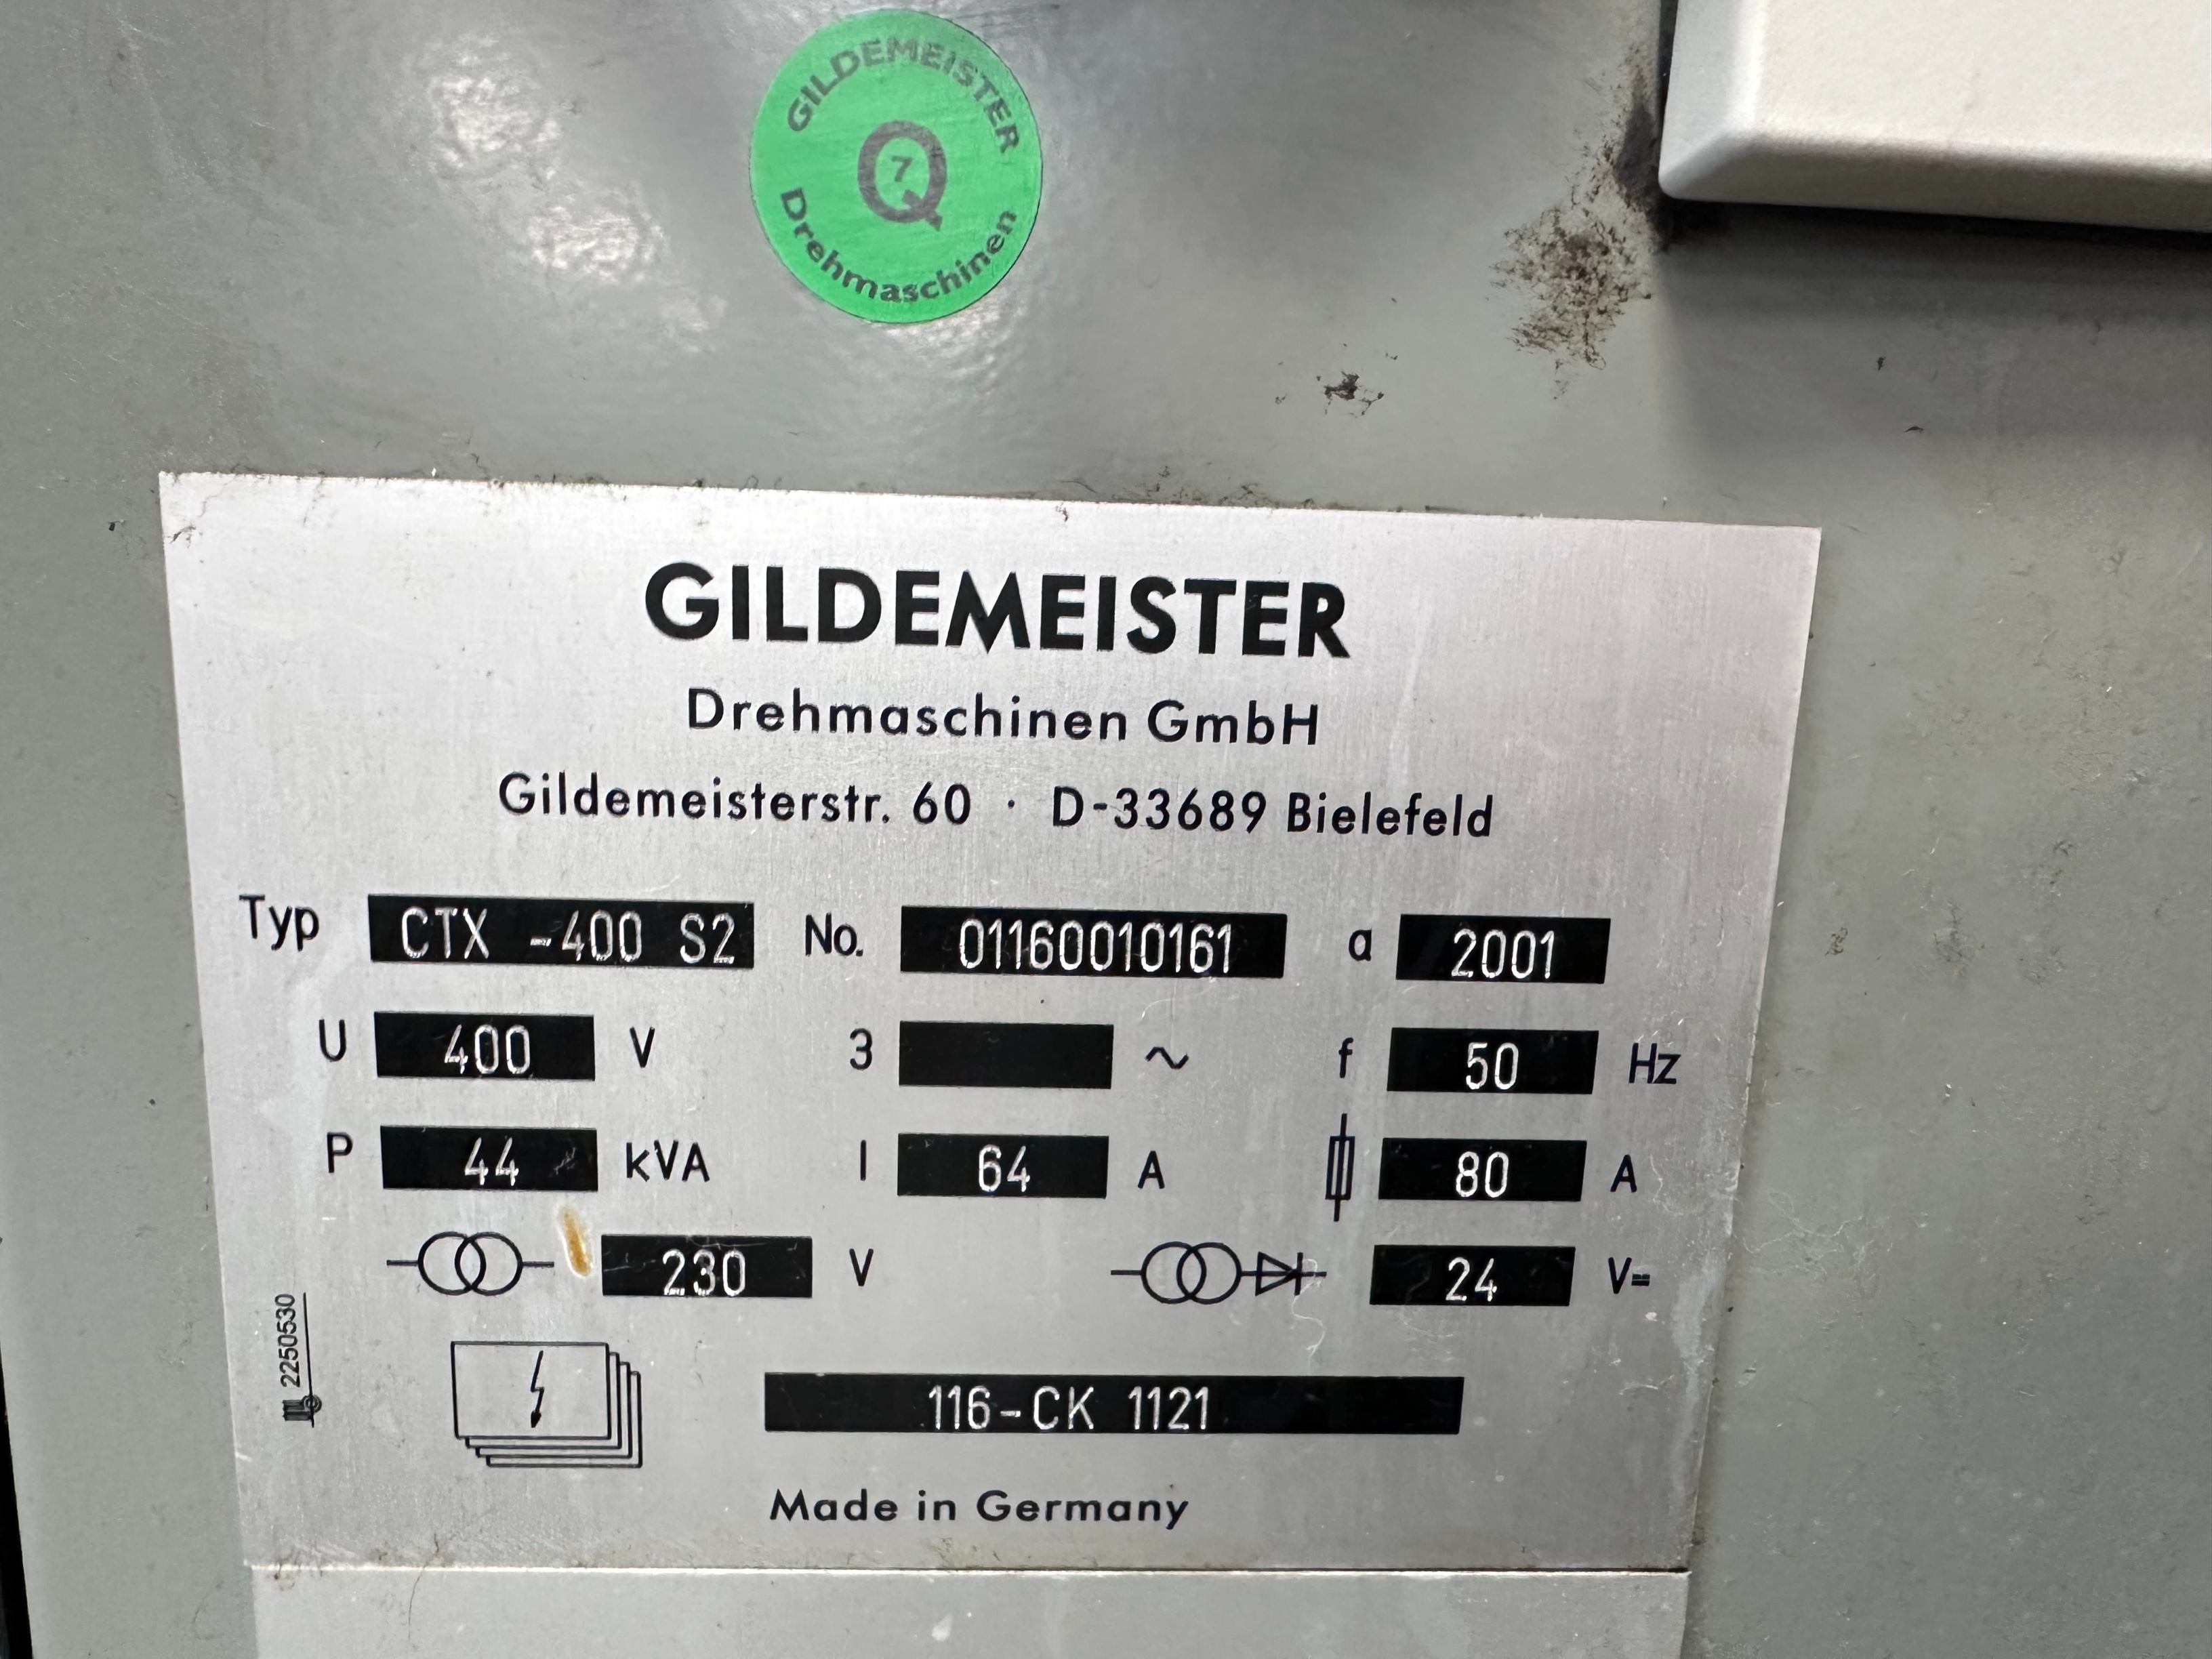 GILDEMEISTER
Q
7
Drehmaschinen
GILDEMEISTER
Drehmaschinen GmbH
Gildemeisterstr. 60 · D-33689 Bielefeld
Typ CTX -400 S2 No. 01160010161 a 2001
U 400 V 3 ~ f 50 Hz
P 44 kVA I 64 A 80 A
230 V 24 V=
2250530
116-CK 1121
Made in Germany